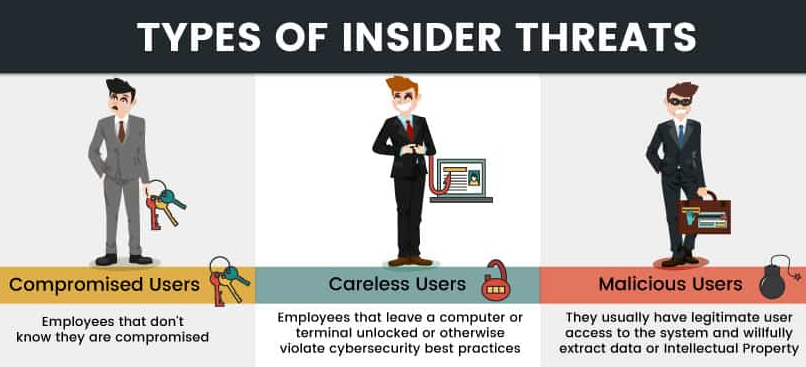 TYPES OF INSIDER THREATS
Compromised Users
Employees that don't
know they are compromised
Careless Users
Employees that leave a computer or
terminal unlocked or otherwise
violate cybersecurity best practices
Malicious Users
They usually have legitimate user
access to the system and willfully
extract data or Intellectual Property